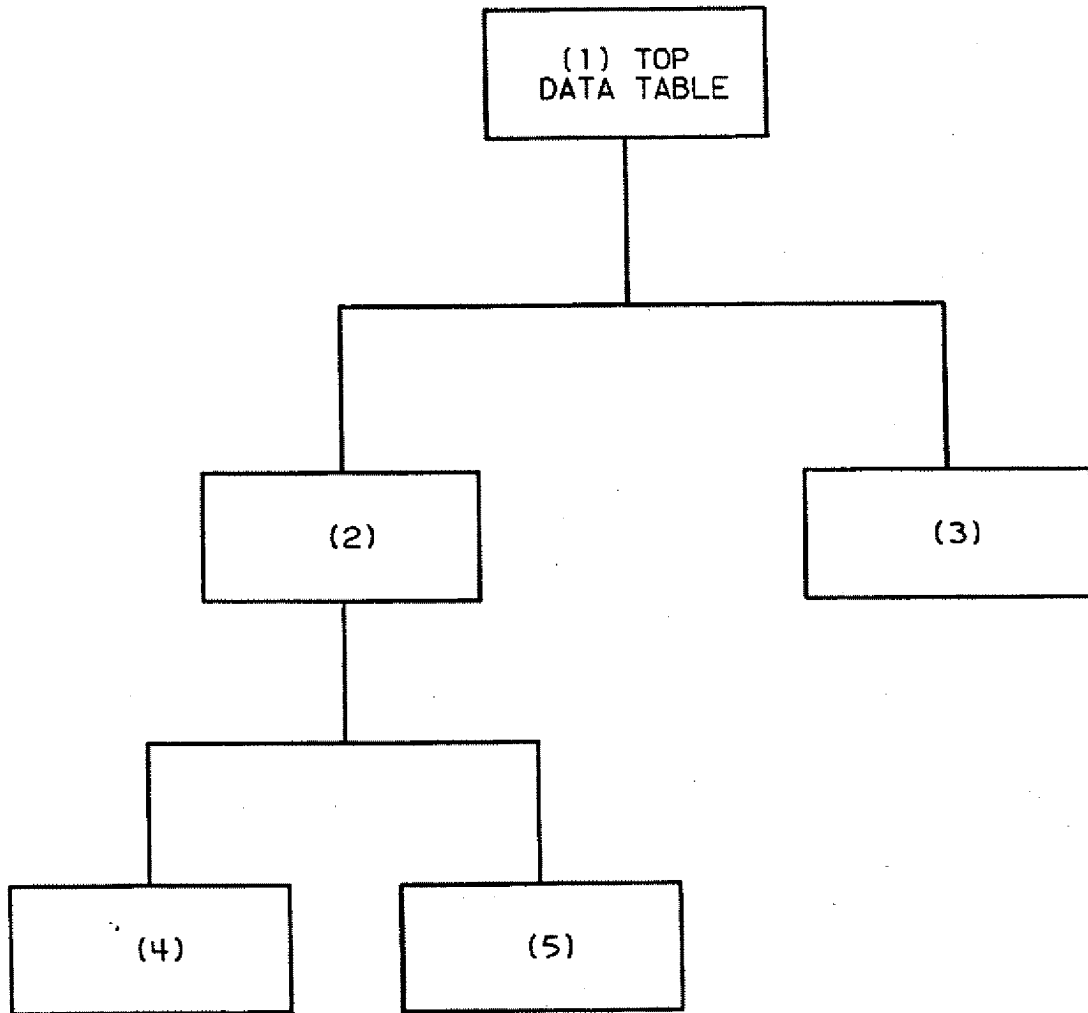 (1) TOP
DATA TABLE
(2)
(3)
(4)
(5)